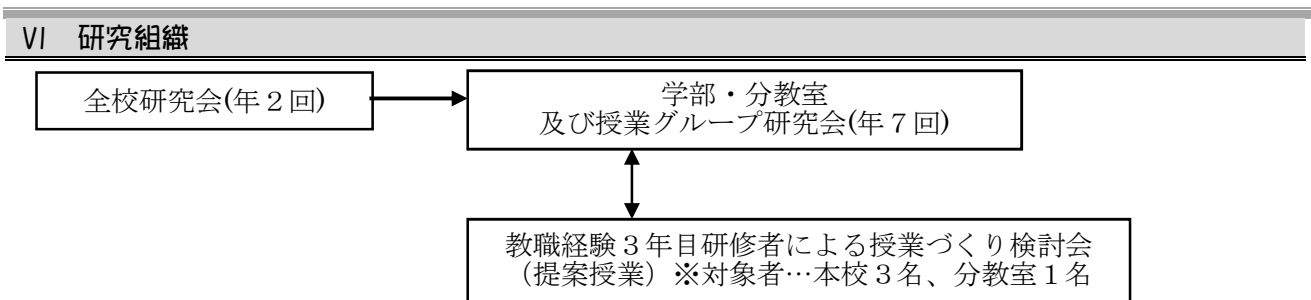 Ⅵ　研究組織
全校研究会(年２回)
学部・分教室
及び授業グループ研究会(年７回)
教職経験３年目研修者による授業づくり検討会
（提案授業）※対象者…本校３名、分教室１名